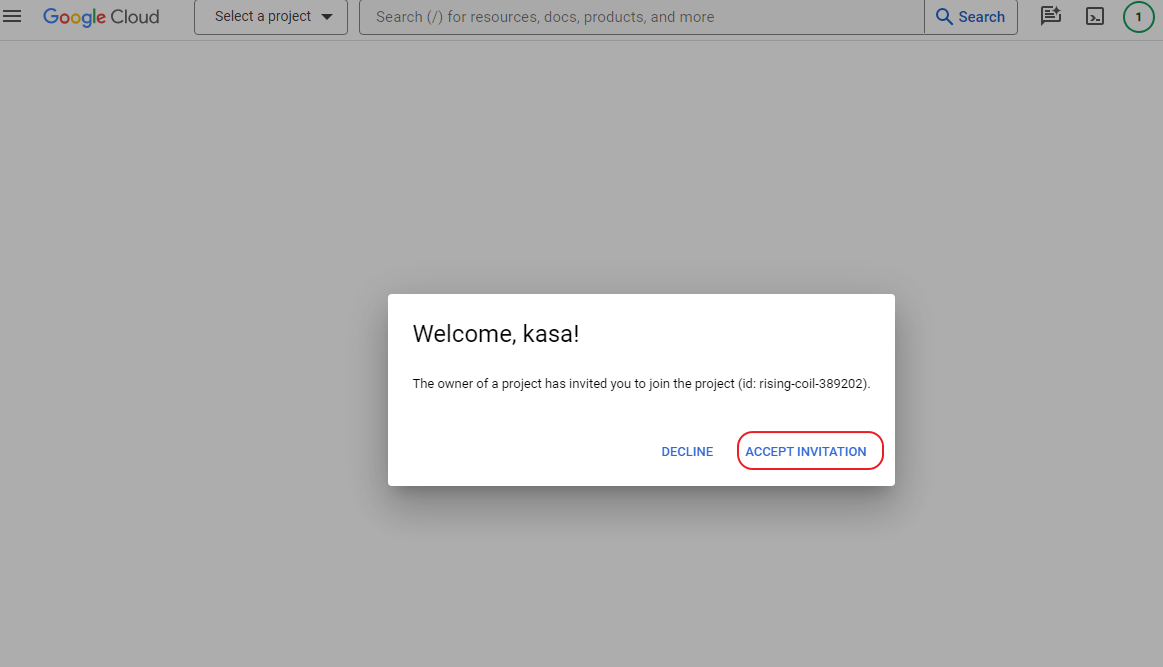 Google Cloud
Select a project
Search (/) for resources, docs, products, and more
Search
1
Welcome, kasa!
The owner of a project has invited you to join the project (id: rising-coil-389202).
DECLINE
ACCEPT INVITATION